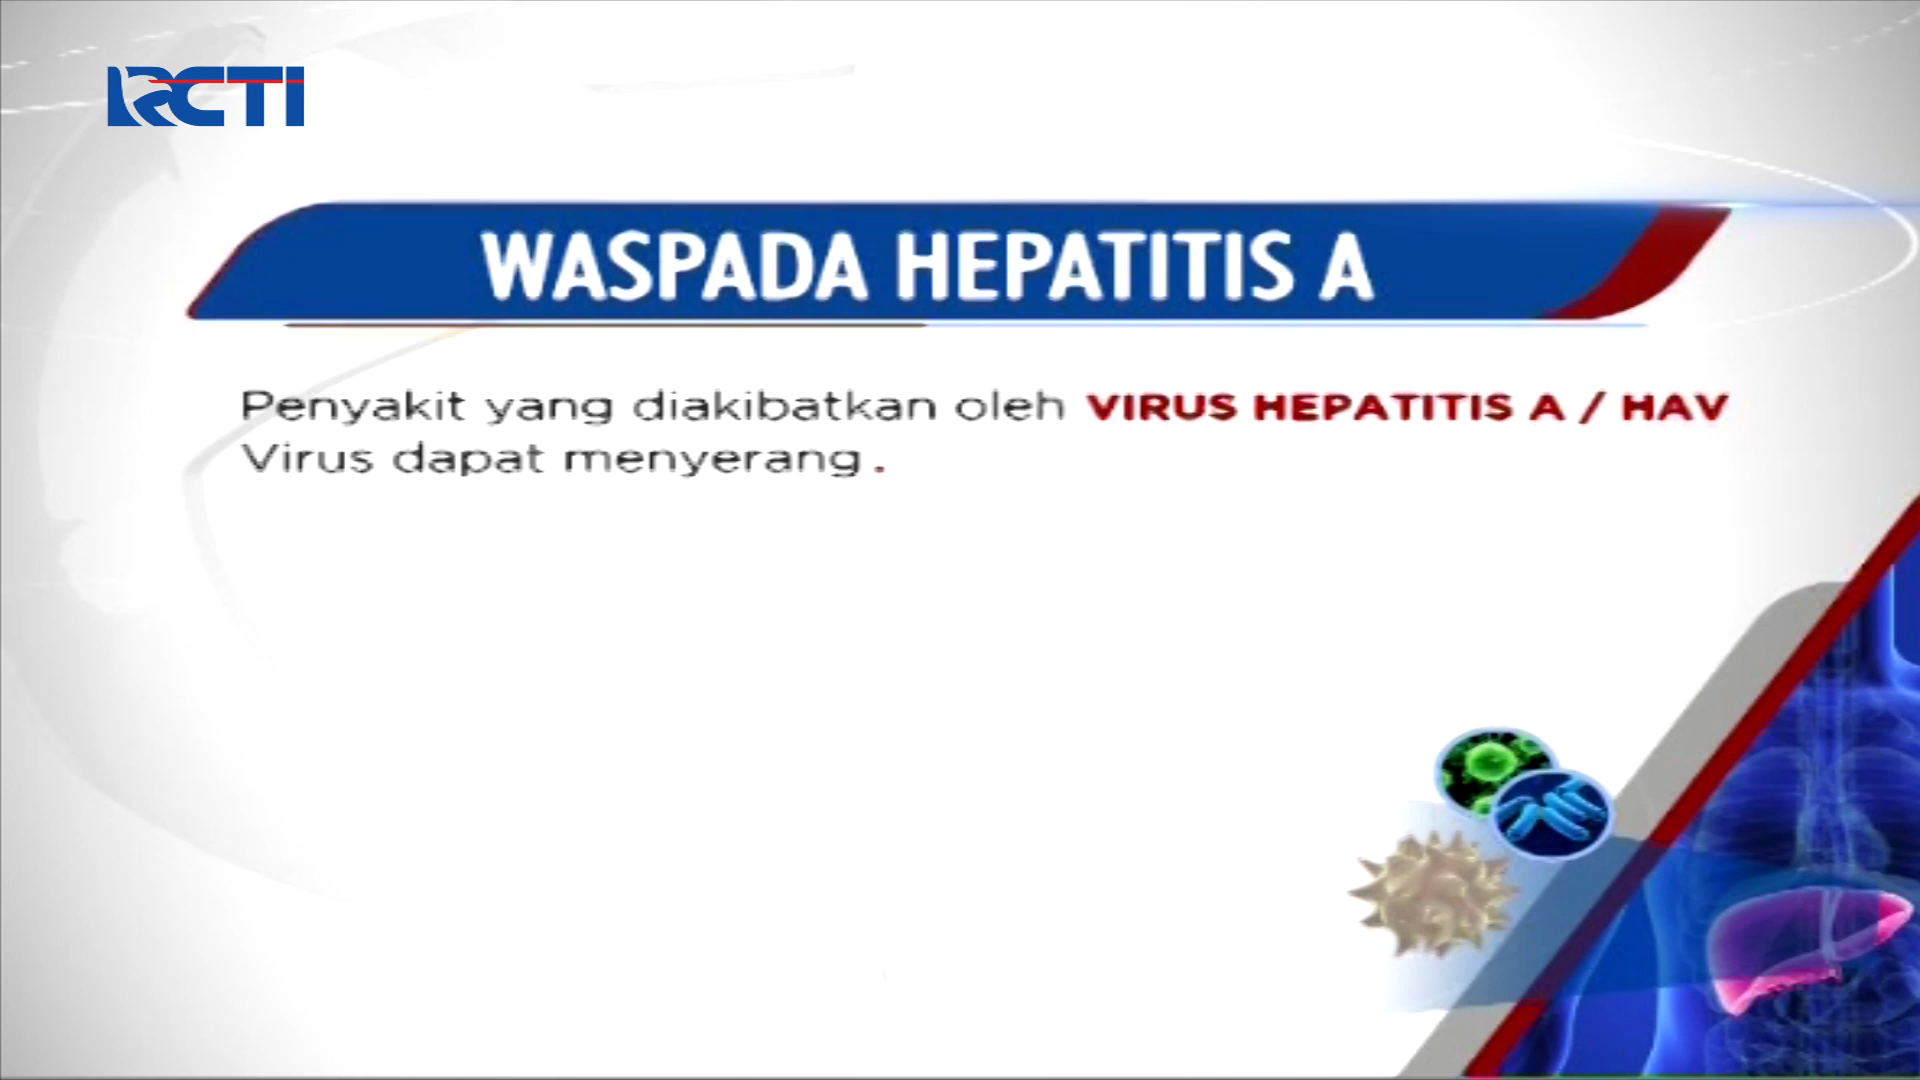 RCTI
WASPADA HEPATITIS A
Penyakit yang diakibatkan oleh VIRUS HEPATITIS A / HAV
Virus dapat menyerang .